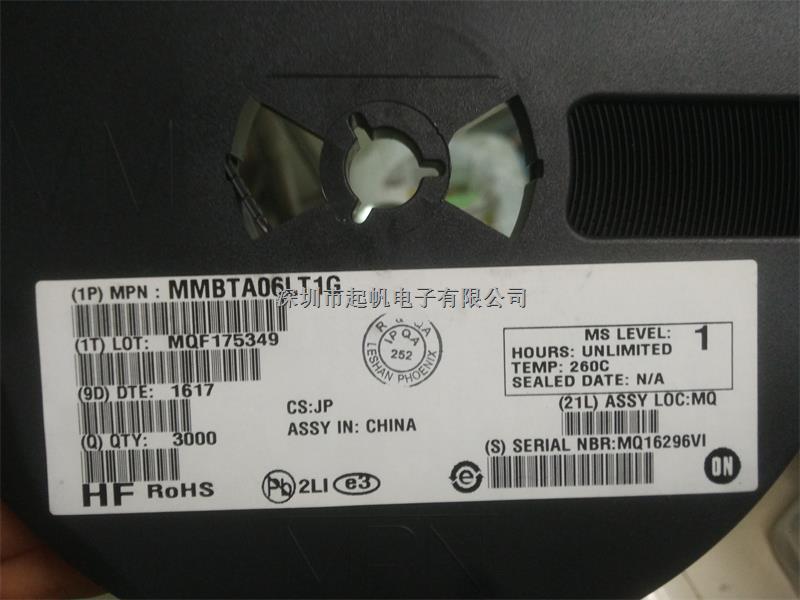 (1P) MPN : MMBTA06LT1G
深圳市起帆电子有限公司
(1T) LOT: MQF175349
(9D) DTE: 1617
(Q) QTY: 3000
HF RoHS
CS:JP
ASSY IN: CHINA
Pb 2LI e3
IP QA
252
LESHAN PHOENIX
MS LEVEL: 1
HOURS: UNLIMITED
TEMP: 260C
SEALED DATE: N/A
(21L) ASSY LOC:MQ
(S) SERIAL NBR:MQ16296VI
e
ON